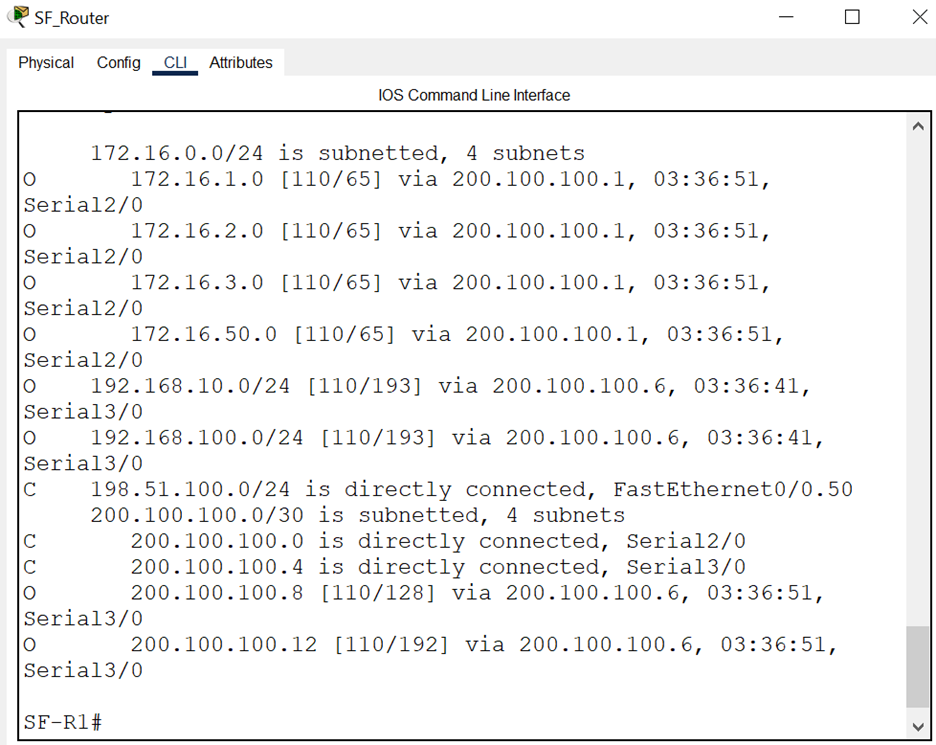 SF_Router
Physical Config CLI Attributes
IOS Command Line Interface
172.16.0.0/24 is subnetted, 4 subnets
O 172.16.1.0 [110/65] via 200.100.100.1, 03:36:51,
Serial2/0
O 172.16.2.0 [110/65] via 200.100.100.1, 03:36:51,
Serial2/0
O 172.16.3.0 [110/65] via 200.100.100.1, 03:36:51,
Serial2/0
O 172.16.50.0 [110/65] via 200.100.100.1, 03:36:51,
Serial2/0
O 192.168.10.0/24 [110/193] via 200.100.100.6, 03:36:41,
Serial3/0
O 192.168.100.0/24 [110/193] via 200.100.100.6, 03:36:41,
Serial3/0
C 198.51.100.0/24 is directly connected, FastEthernet0/0.50
200.100.100.0/30 is subnetted, 4 subnets
C 200.100.100.0 is directly connected, Serial2/0
C 200.100.100.4 is directly connected, Serial3/0
O 200.100.100.8 [110/128] via 200.100.100.6, 03:36:51,
Serial3/0
O 200.100.100.12 [110/192] via 200.100.100.6, 03:36:51,
Serial3/0
SF-R1#